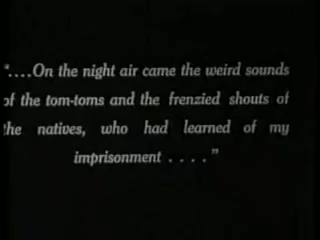 "....On the night air came the weird sounds
of the tom-toms and the frenzied shouts of
the natives, who had learned of my
imprisonment . . . ."